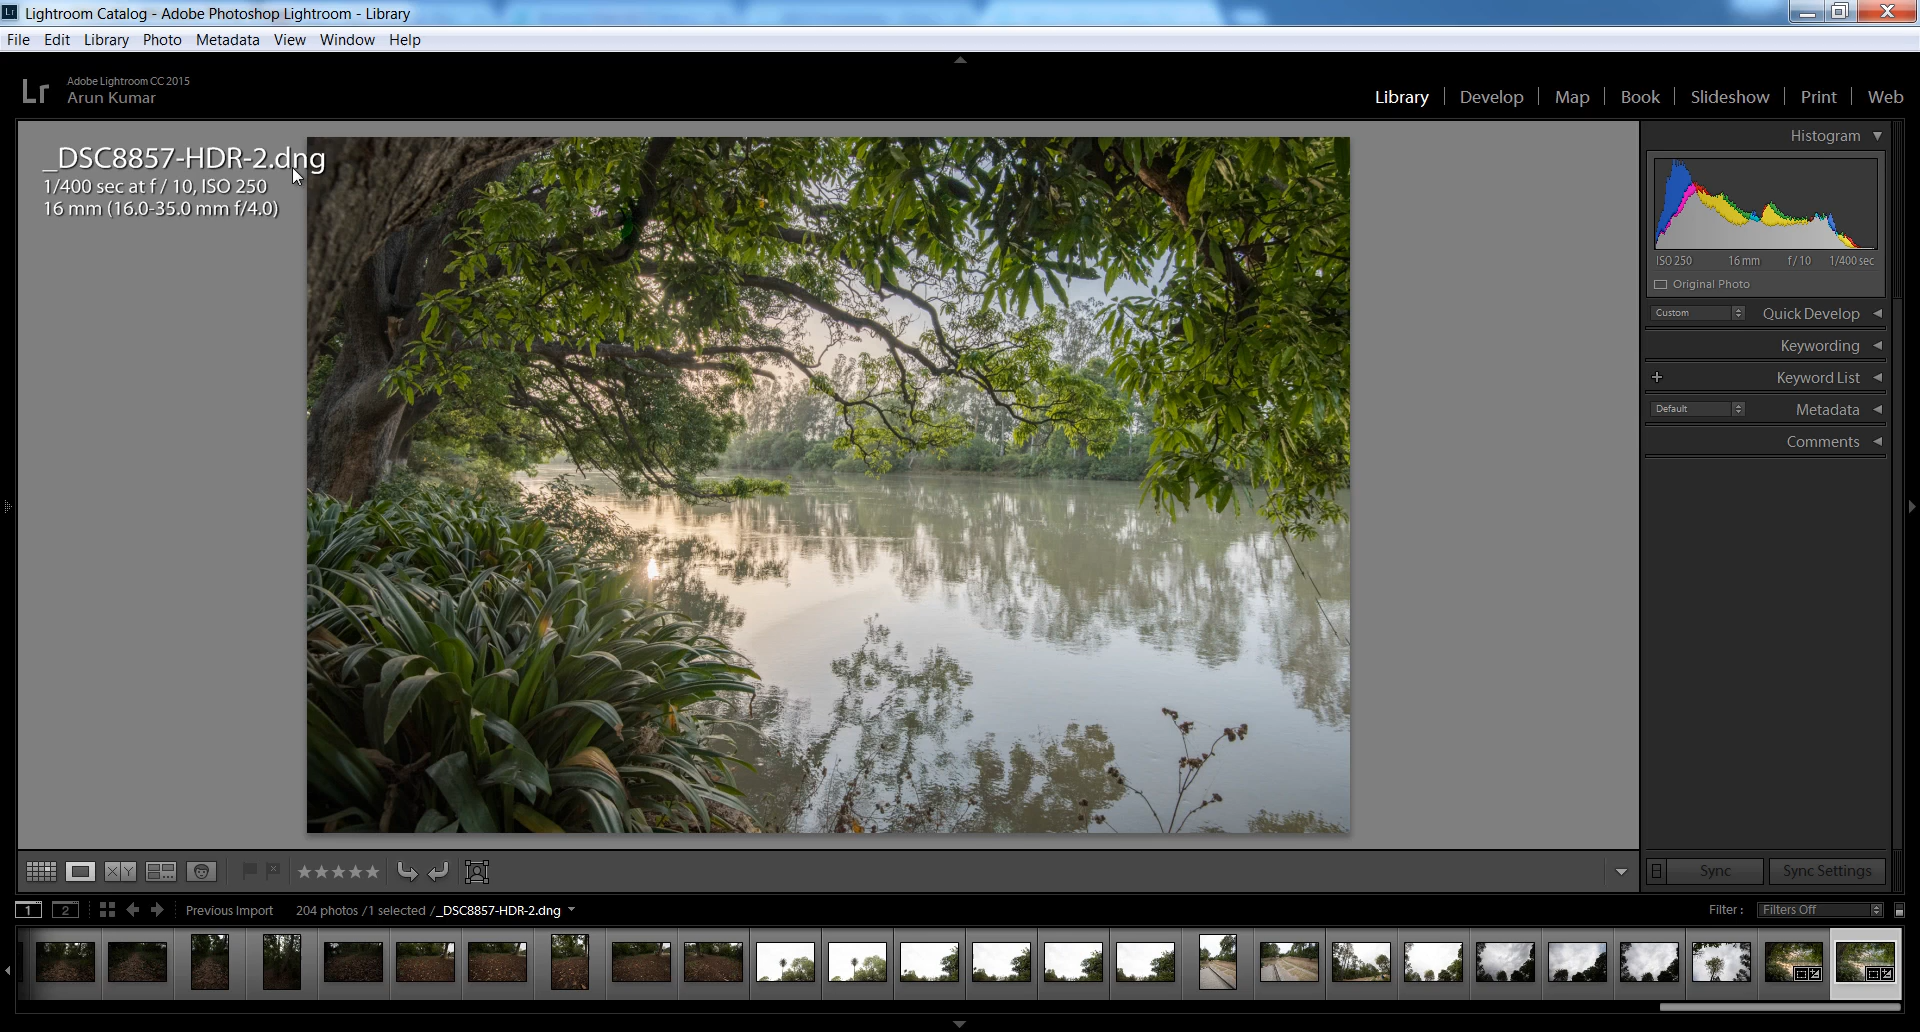 Lr Lightroom Catalog - Adobe Photoshop Lightroom - Library
File Edit Library Photo Metadata View Window Help
Lr Adobe Lightroom CC 2015
Arun Kumar
Library | Develop | Map | Book | Slideshow | Print | Web
_DSC8857-HDR-2.dng
1/400 sec at f / 10, ISO 250
16 mm (16.0-35.0 mm f/4.0)
Histogram
ISO 250 16 mm f / 10 1/400 sec
Original Photo
Custom Quick Develop
Keywording
+ Keyword List
Default Metadata
Comments
X Y
Sync Sync Settings
1 2 Previous Import 204 photos / 1 selected / _DSC8857-HDR-2.dng Filter : Filters Off